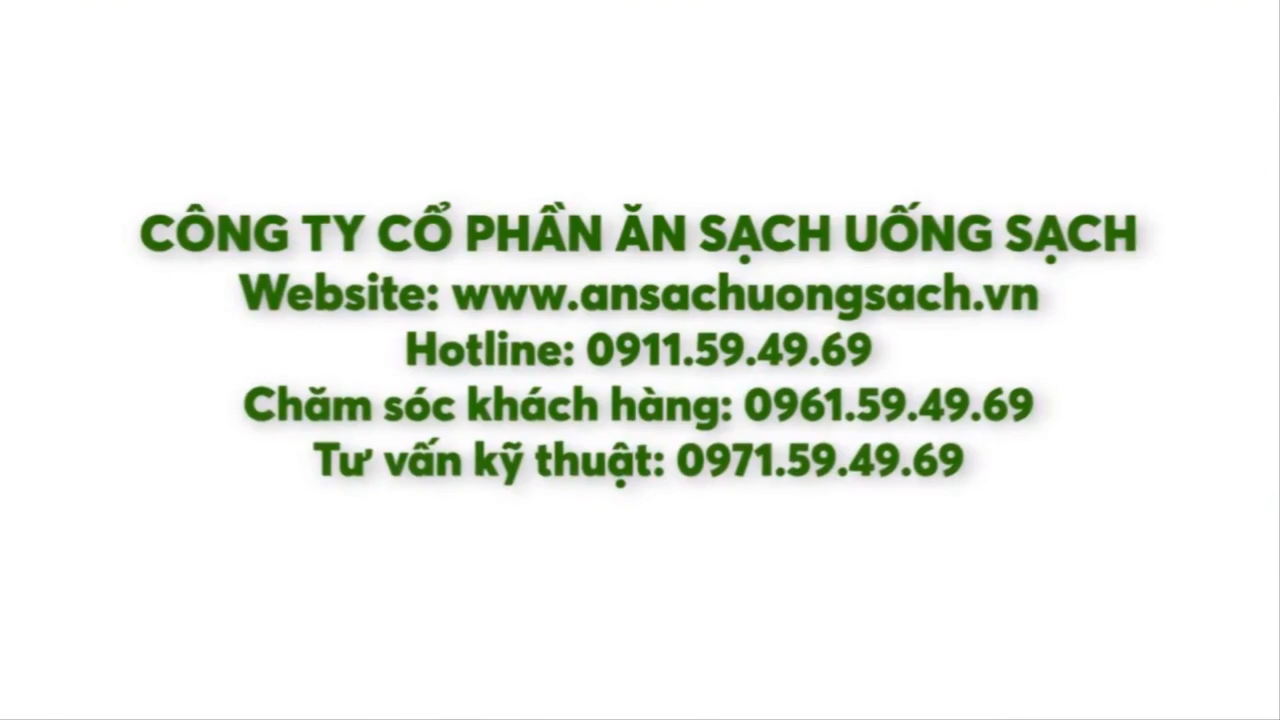 CÔNG TY CỔ PHẦN ĂN SẠCH UỐNG SẠCH
Website: www.ansachuongsach.vn
Hotline: 0911.59.49.69
Chăm sóc khách hàng: 0961.59.49.69
Tư vấn kỹ thuật: 0971.59.49.69